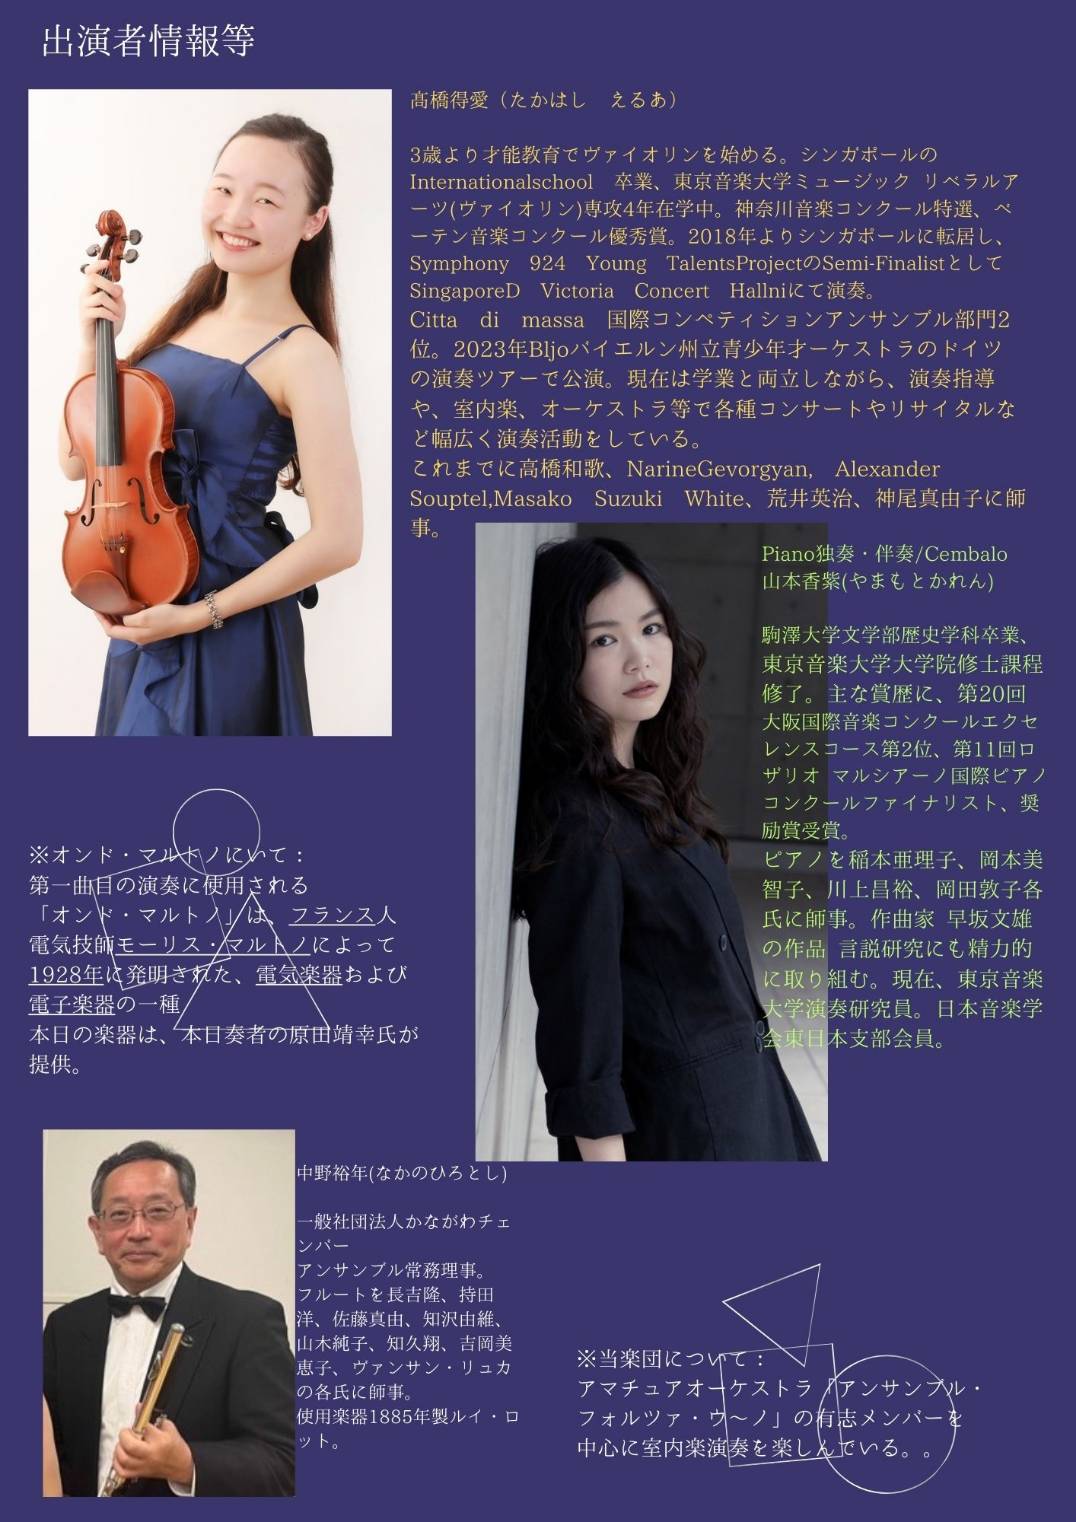 出演者情報等
髙橋得愛（たかはし　えるあ）
3歳より才能教育でヴァイオリンを始める。シンガポールの
Internationalschool　卒業、東京音楽大学ミュージック リベラルア
ーツ(ヴァイオリン)専攻4年在学中。神奈川音楽コンクール特選、ベ
ーテン音楽コンクール優秀賞。2018年よりシンガポールに転居し、
Symphony　924　Young　TalentsProjectのSemi-Finalistとして
SingaporeD　Victoria　Concert　Hallniにて演奏。
Citta　di　massa　国際コンペティションアンサンブル部門2
位。2023年Bljoバイエルン州立青少年才ーケストラのドイツ
の演奏ツアーで公演。現在は学業と両立しながら、演奏指導
や、室内楽、オーケストラ等で各種コンサートやリサイタルな
ど幅広く演奏活動をしている。
これまでに高橋和歌、NarineGevorgyan,　Alexander
Souptel,Masako　Suzuki　White、荒井英治、神尾真由子に師
事。
Piano独奏・伴奏/Cembalo
山本香紫(やまもとかれん)
駒澤大学文学部歴史学科卒業、
東京音楽大学大学院修士課程
修了。主な賞歴に、第20回
大阪国際音楽コンクールエクセ
レンスコース第2位、第11回ロ
ザリオ マルシアーノ国際ピアノ
コンクールファイナリスト、奨
励賞受賞。
ピアノを稲本亜理子、岡本美
智子、川上昌裕、岡田敦子各
氏に師事。作曲家 早坂文雄
の作品 言説研究にも精力的
に取り組む。現在、東京音楽
大学演奏研究員。日本音楽学
会東日本支部会員。
※オンド・マルトノにいて：
第一曲目の演奏に使用される
「オンド・マルトノ」は、フランス人
電気技師モーリス・マルトノによって
1928年に発明された、電気楽器および
電子楽器の一種
本日の楽器は、本日奏者の原田靖幸氏が
提供。
中野裕年(なかのひろとし)
一般社団法人かながわチェ
ンバー
アンサンブル常務理事。
フルートを長吉隆、持田
洋、佐藤真由、知沢由維、
山木純子、知久翔、吉岡美
恵子、ヴァンサン・リュカ
の各氏に師事。
使用楽器1885年製ルイ・ロ
ット。
※当楽団について：
アマチュアオーケストラ「アンサンブル・
フォルツァ・ウ〜ノ」の有志メンバーを
中心に室内楽演奏を楽しんでいる。。